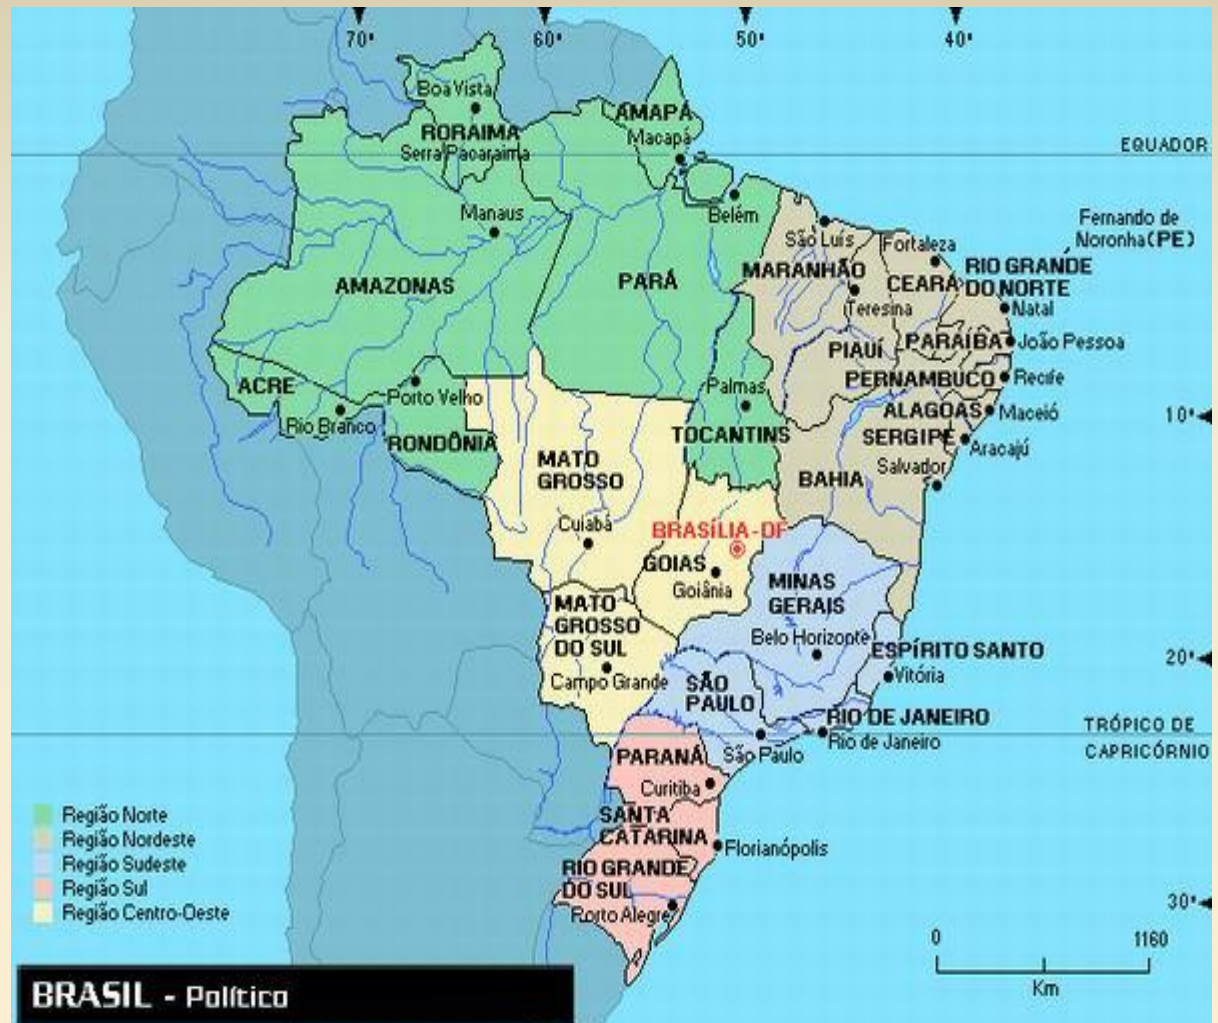 70°
60°
50°
40°
Boa Vista
RORAIMA
Serra Pacaraima
AMAPÁ
Macapá
EQUADOR
Manaus
Belém
São Luís
Fortaleza
Fernando de
Noronha (PE)
AMAZONAS
PARÁ
MARANHÃO
CEARÁ
RIO GRANDE
DO NORTE
Teresina
Natal
PIAUÍ
PARAÍBA
João Pessoa
ACRE
Porto Velho
Palmas
PERNAMBUCO
Recife
Rio Branco
ALAGOAS
Maceió
10°
RONDÔNIA
TOCANTINS
SERGIPE
Aracajú
MATO
GROSSO
Salvador
BAHIA
Cuiabá
BRASÍLIA-DF
GOIAS
Goiânia
MINAS
GERAIS
MATO
GROSSO
DO SUL
Belo Horizonte
ESPÍRITO SANTO
20°
Campo Grande
Vitória
SÃO
PAULO
RIO DE JANEIRO
Rio de Janeiro
TRÓPICO DE
CAPRICÓRNIO
PARANÁ
São Paulo
Curitiba
SANTA
CATARINA
Florianópolis
RIO GRANDE
DO SUL
Porto Alegre
30°
Região Norte
Região Nordeste
Região Sudeste
Região Sul
Região Centro-Oeste
0 1160
Km
BRASIL - Político